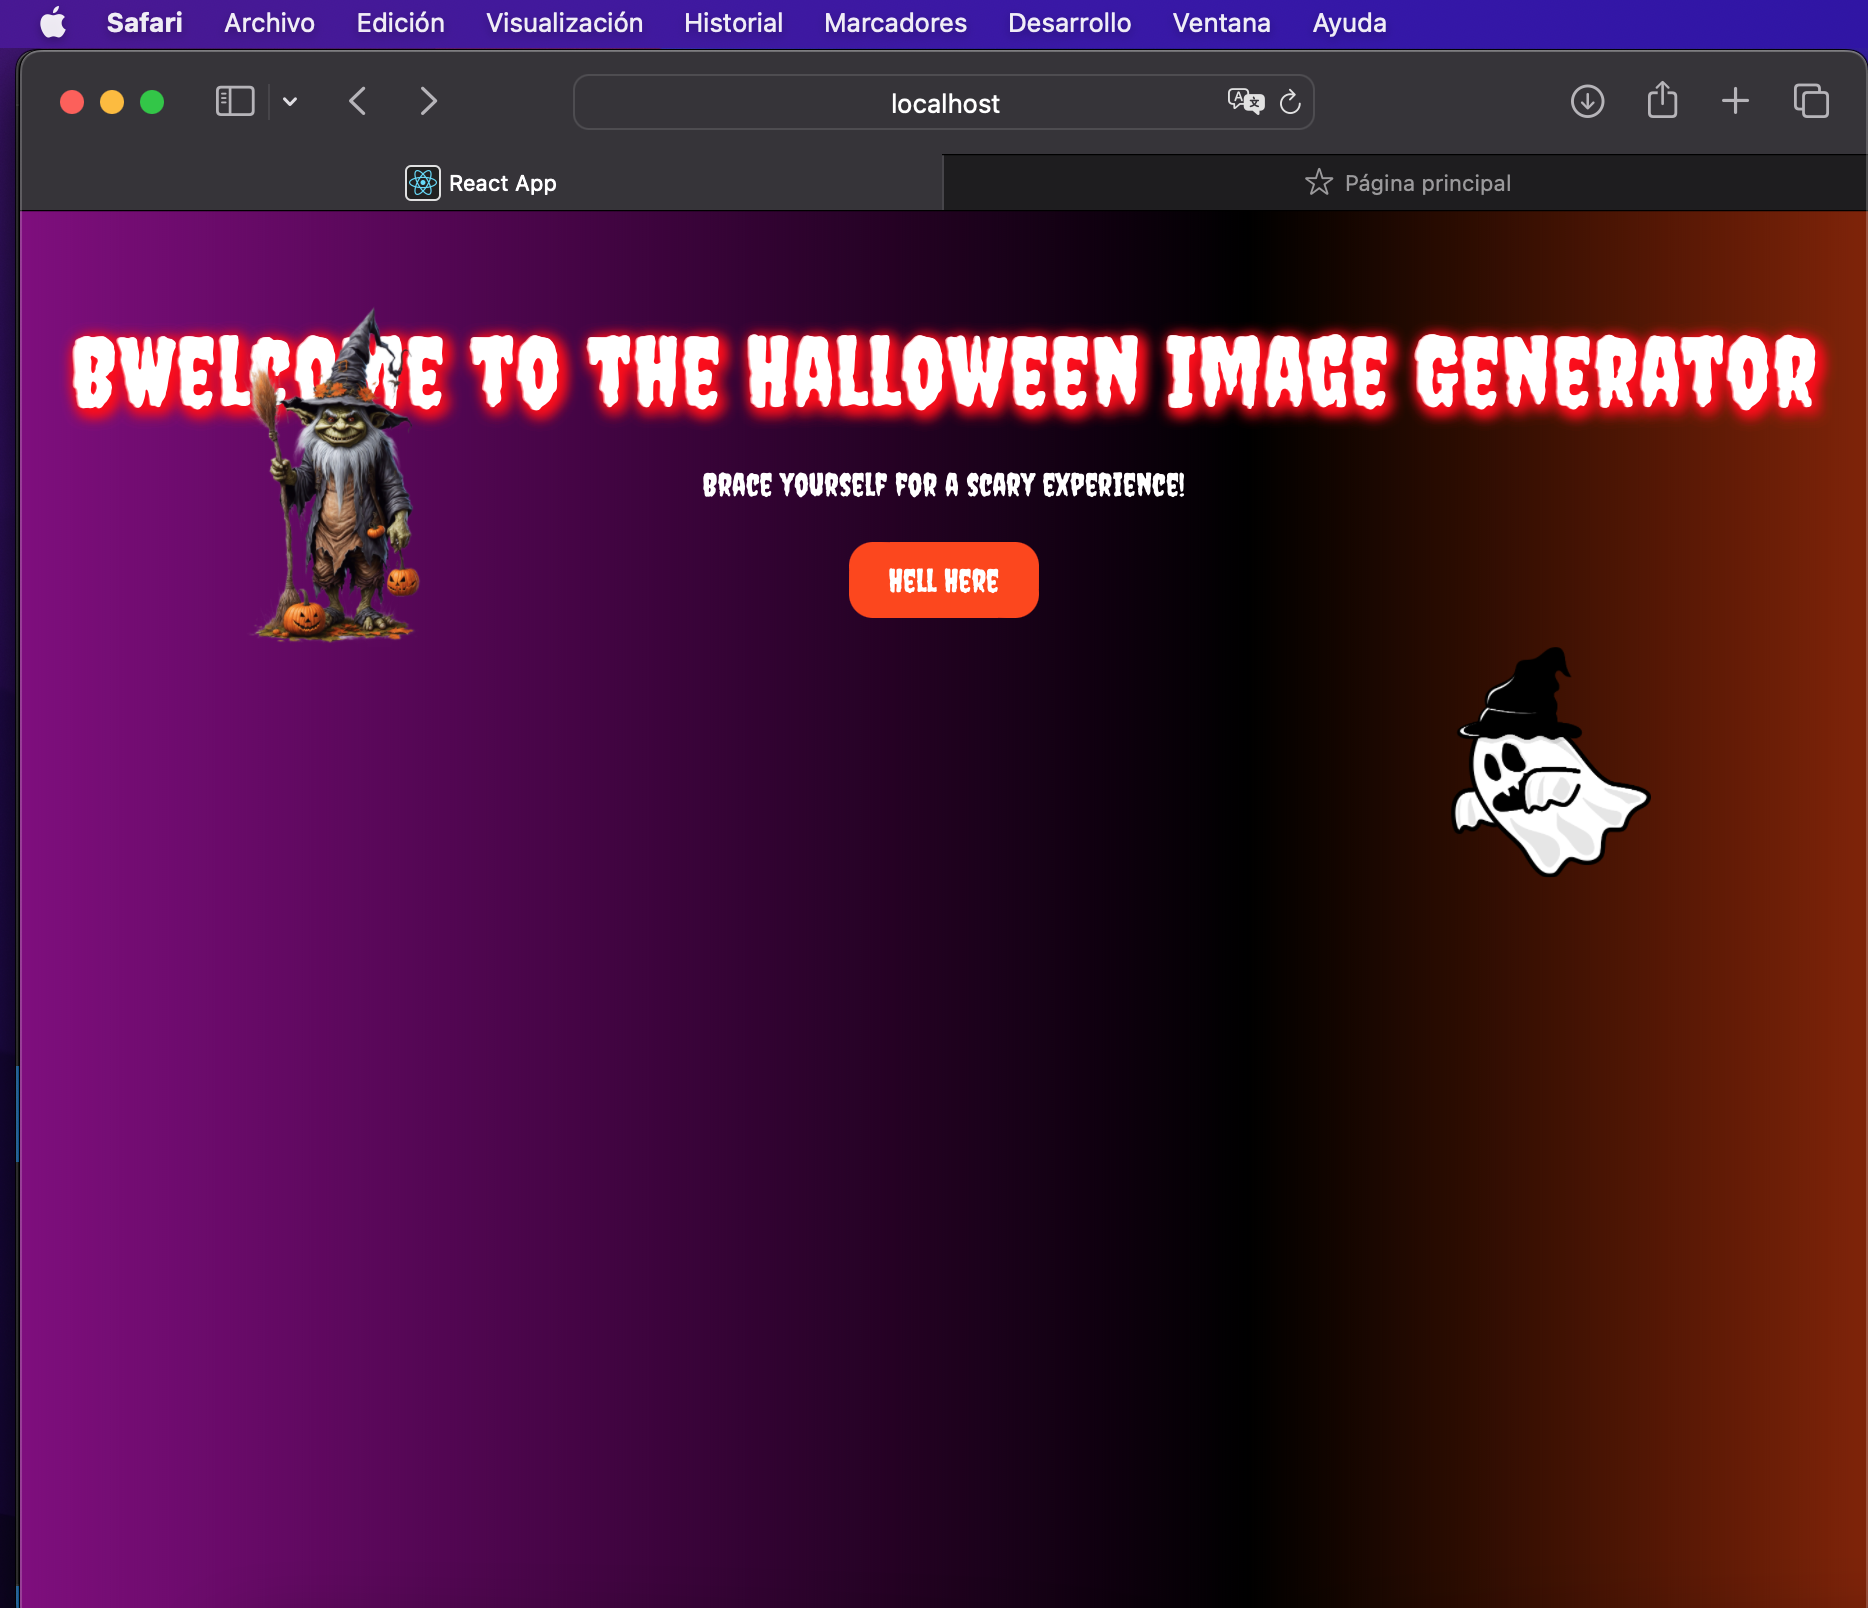 Safari Archivo Edición Visualización Historial Marcadores Desarrollo Ventana Ayuda
localhost
React App
Página principal
BWELCOME TO THE HALLOWEEN IMAGE GENERATOR
BRACE YOURSELF FOR A SCARY EXPERIENCE!
HELL HERE